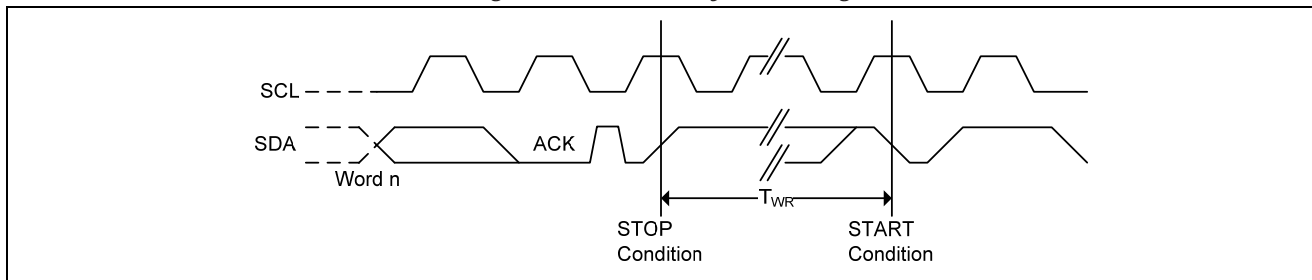 SCL
SDA
ACK
Word n
TWR
STOP
Condition
START
Condition